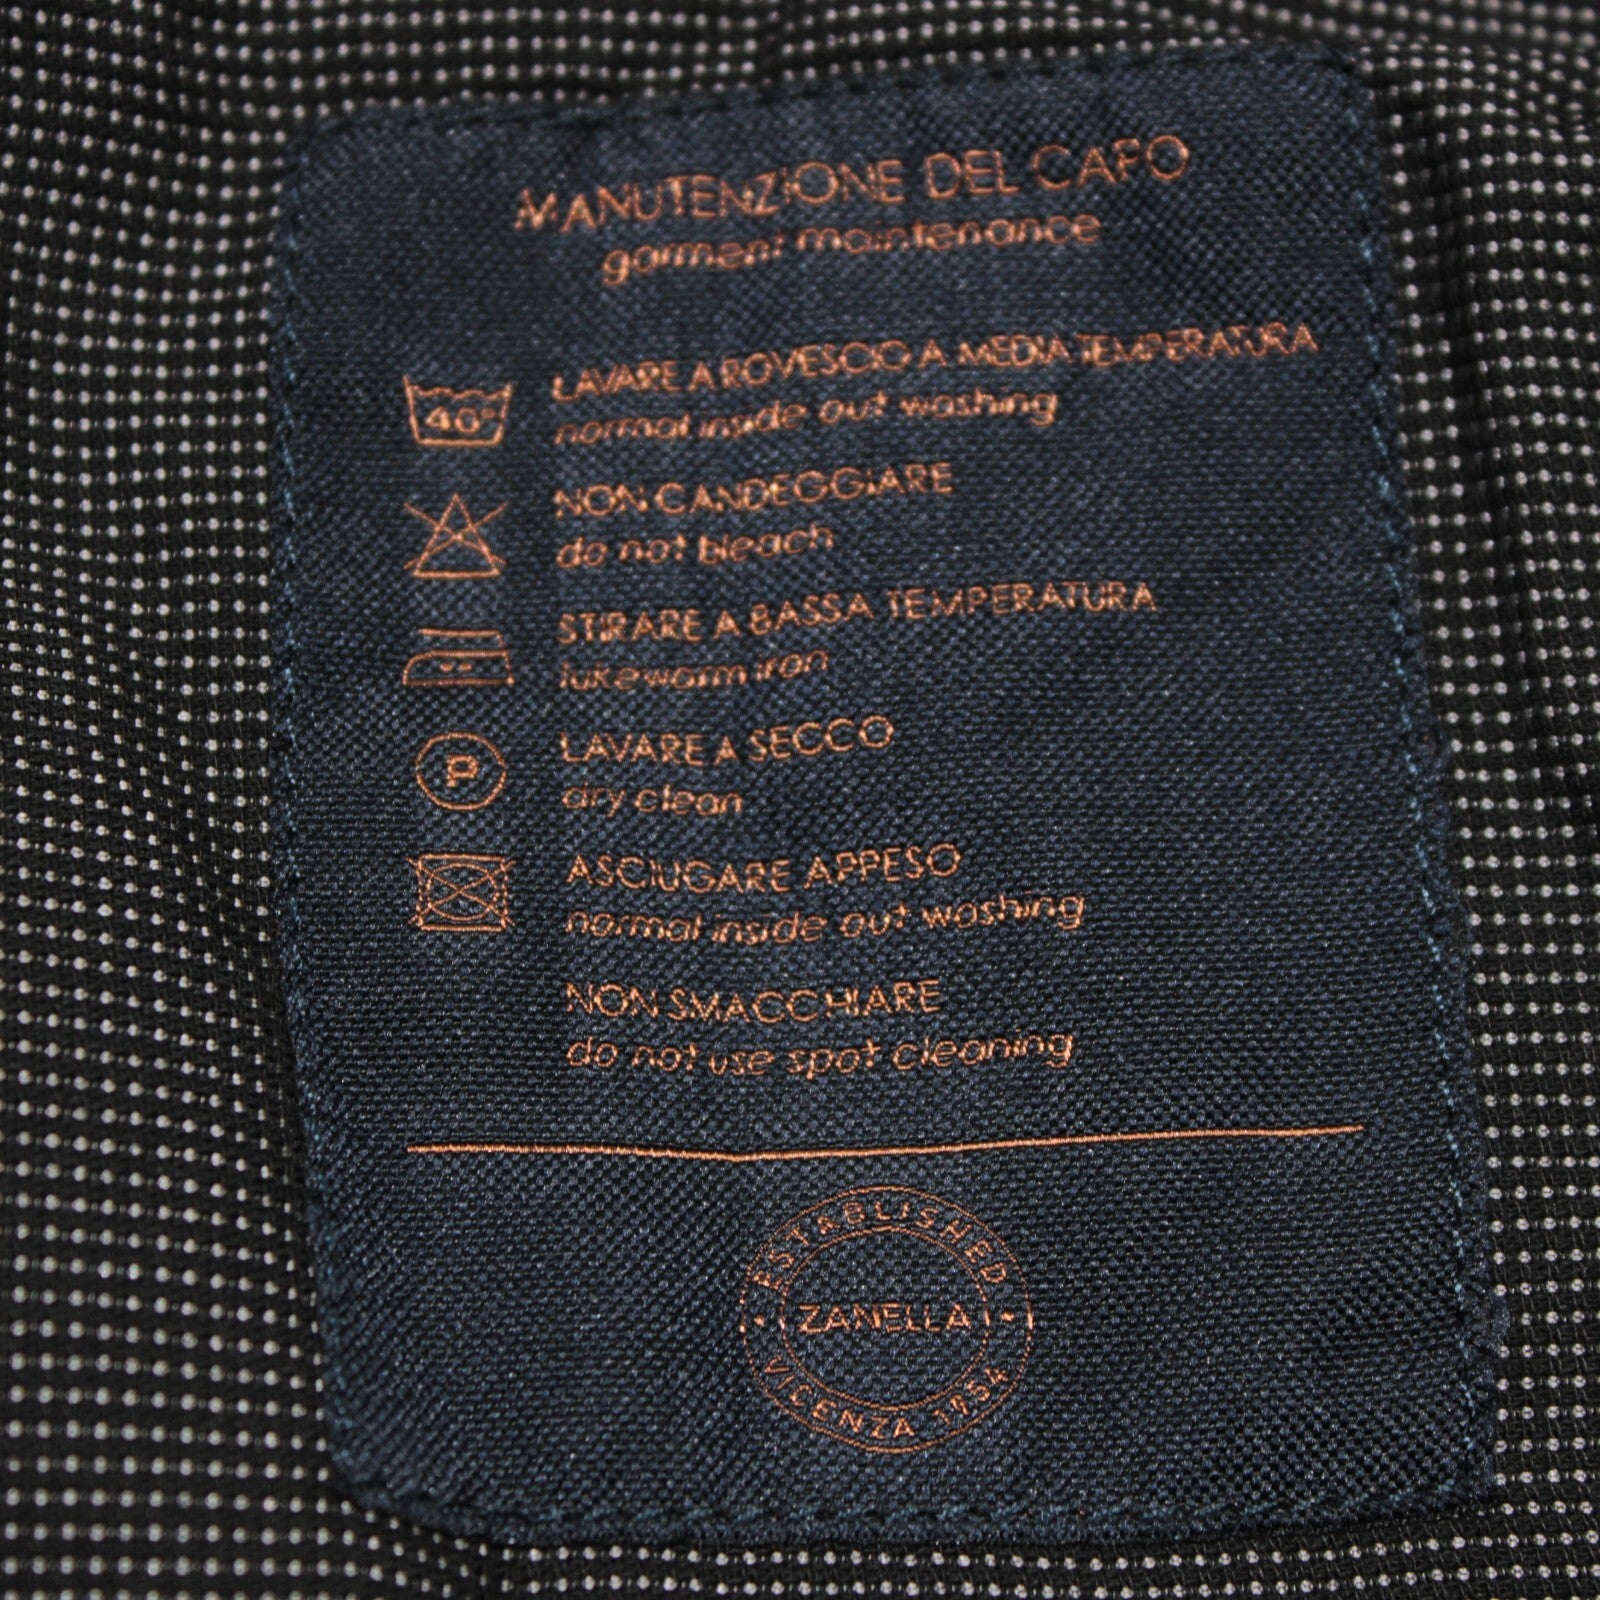 MANUTENZIONE DEL CAPO
garment maintenance
40°
LAVARE A ROVESCIO A MEDIA TEMPERATURA
normal inside out washing
NON CANDEGGIARE
do not bleach
STIRARE A BASSA TEMPERATURA
lukewarm iron
P
LAVARE A SECCO
dry clean
ASCIUGARE APPESO
normal inside out washing
NON SMACCHIARE
do not use spot cleaning
ESTABLISHED
ZANELLA
VICENZA 1954